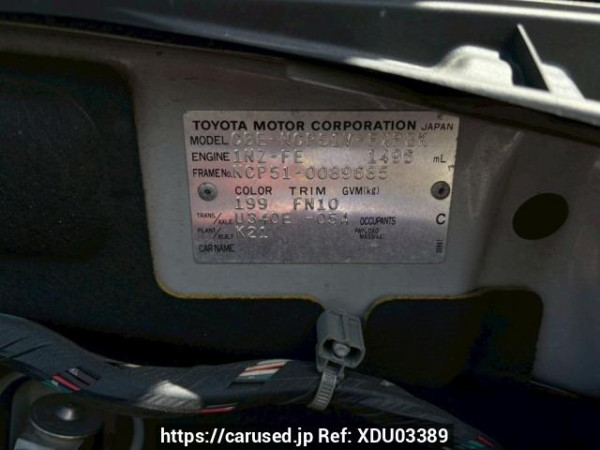 TOYOTA MOTOR CORPORATION JAPAN
MODEL
ENGINE 1NZ-FE 1496 mL
FRAME No. NCP51-0089685
COLOR TRIM GVM(kg)
199 FN10
TRANS/AXLE U340E -05A OCCUPANTS C
PLANT/ K21 PAYLOAD
CAR NAME
https://carused.jp Ref: XDU03389